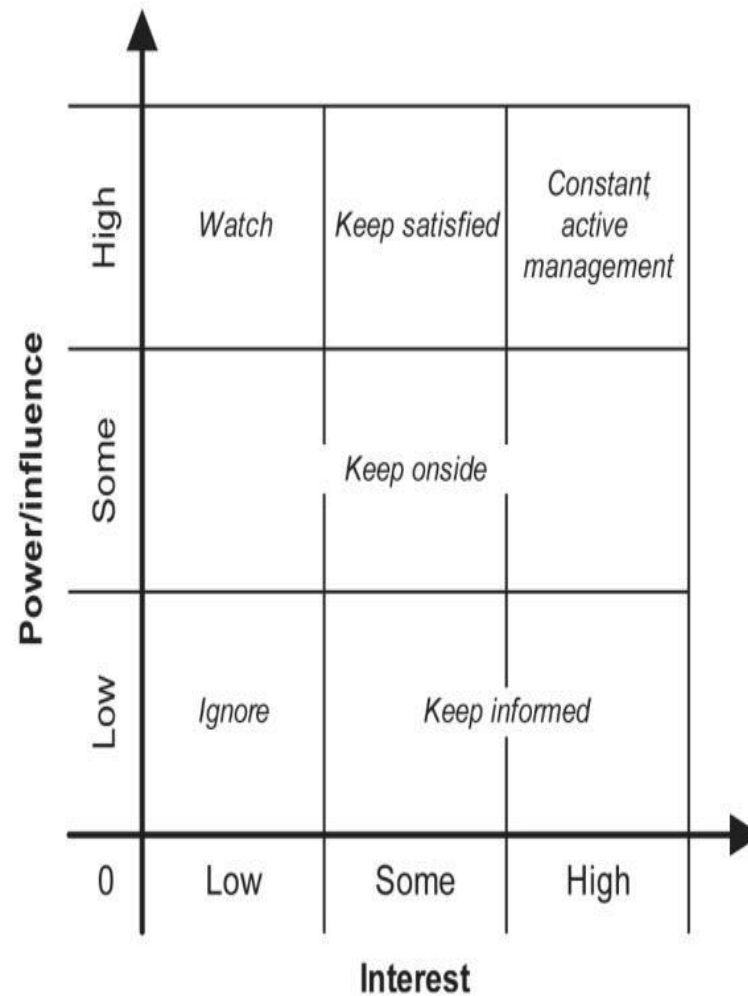 Power/influence
High
Watch
Keep satisfied
Constant,
active
management
Some
Keep onside
Low
Ignore
Keep informed
0
Low
Some
High
Interest